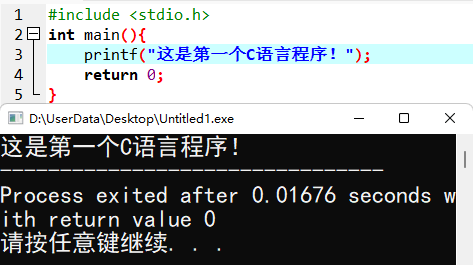 1 #include <stdio.h>
2 int main(){
3 printf("这是第一个C语言程序！");
4 return 0;
5 }
D:\UserData\Desktop\Untitled1.exe
这是第一个C语言程序！
--------------------------------
Process exited after 0.01676 seconds w
ith return value 0
请按任意键继续. . .